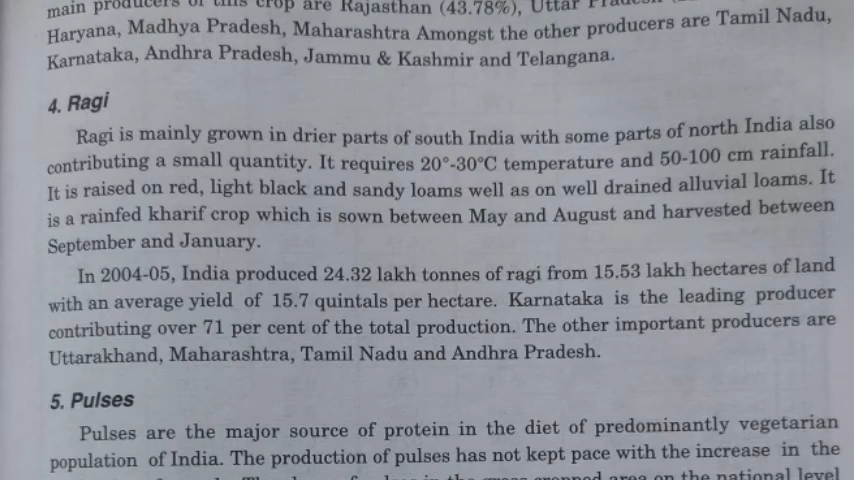 main producers of this crop are Rajasthan (43.78%), Uttar
Haryana, Madhya Pradesh, Maharashtra Amongst the other producers are Tamil Nadu,
Karnataka, Andhra Pradesh, Jammu & Kashmir and Telangana.
4. Ragi
Ragi is mainly grown in drier parts of south India with some parts of north India also
contributing a small quantity. It requires 20°-30°C temperature and 50-100 cm rainfall.
It is raised on red, light black and sandy loams well as on well drained alluvial loams. It
is a rainfed kharif crop which is sown between May and August and harvested between
September and January.
In 2004-05, India produced 24.32 lakh tonnes of ragi from 15.53 lakh hectares of land
with an average yield of 15.7 quintals per hectare. Karnataka is the leading producer
contributing over 71 per cent of the total production. The other important producers are
Uttarakhand, Maharashtra, Tamil Nadu and Andhra Pradesh.
5. Pulses
Pulses are the major source of protein in the diet of predominantly vegetarian
population of India. The production of pulses has not kept pace with the increase in the
area on the national level